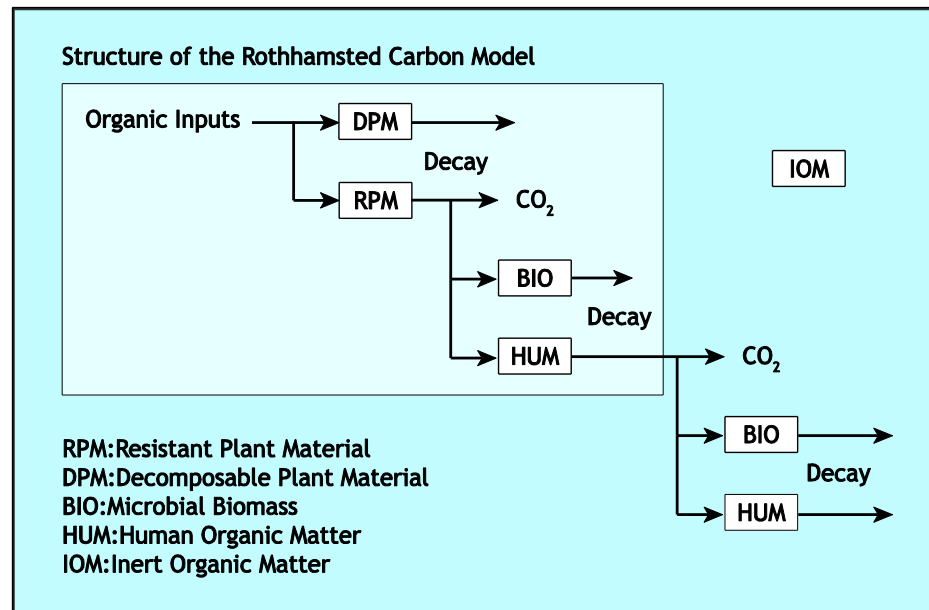 Structure of the Rothhamsted Carbon Model
Organic Inputs
DPM
Decay
IOM
RPM
CO₂
BIO
Decay
HUM
CO₂
BIO
Decay
HUM
RPM:Resistant Plant Material
DPM:Decomposable Plant Material
BIO:Microbial Biomass
HUM:Human Organic Matter
IOM:Inert Organic Matter